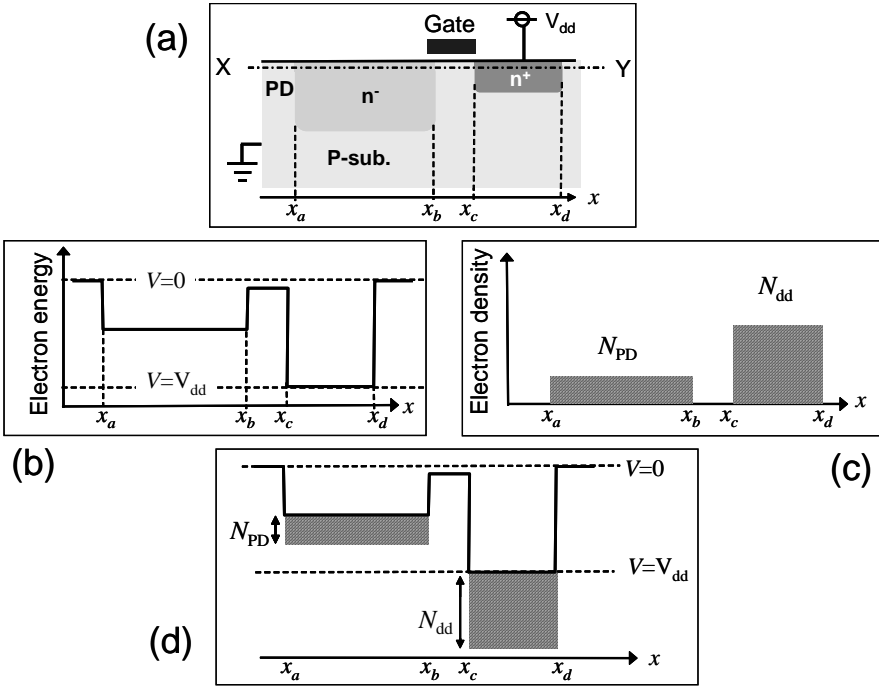 (a)
Gate
V_dd
X
Y
PD
n^-
n^+
P-sub.
x_a x_b x_c x_d x
Electron energy
V=0
V=V_dd
x_a x_b x_c x_d x
(b)
Electron density
N_PD
N_dd
x_a x_b x_c x_d x
(c)
V=0
N_PD
V=V_dd
N_dd
(d)
x_a x_b x_c x_d x